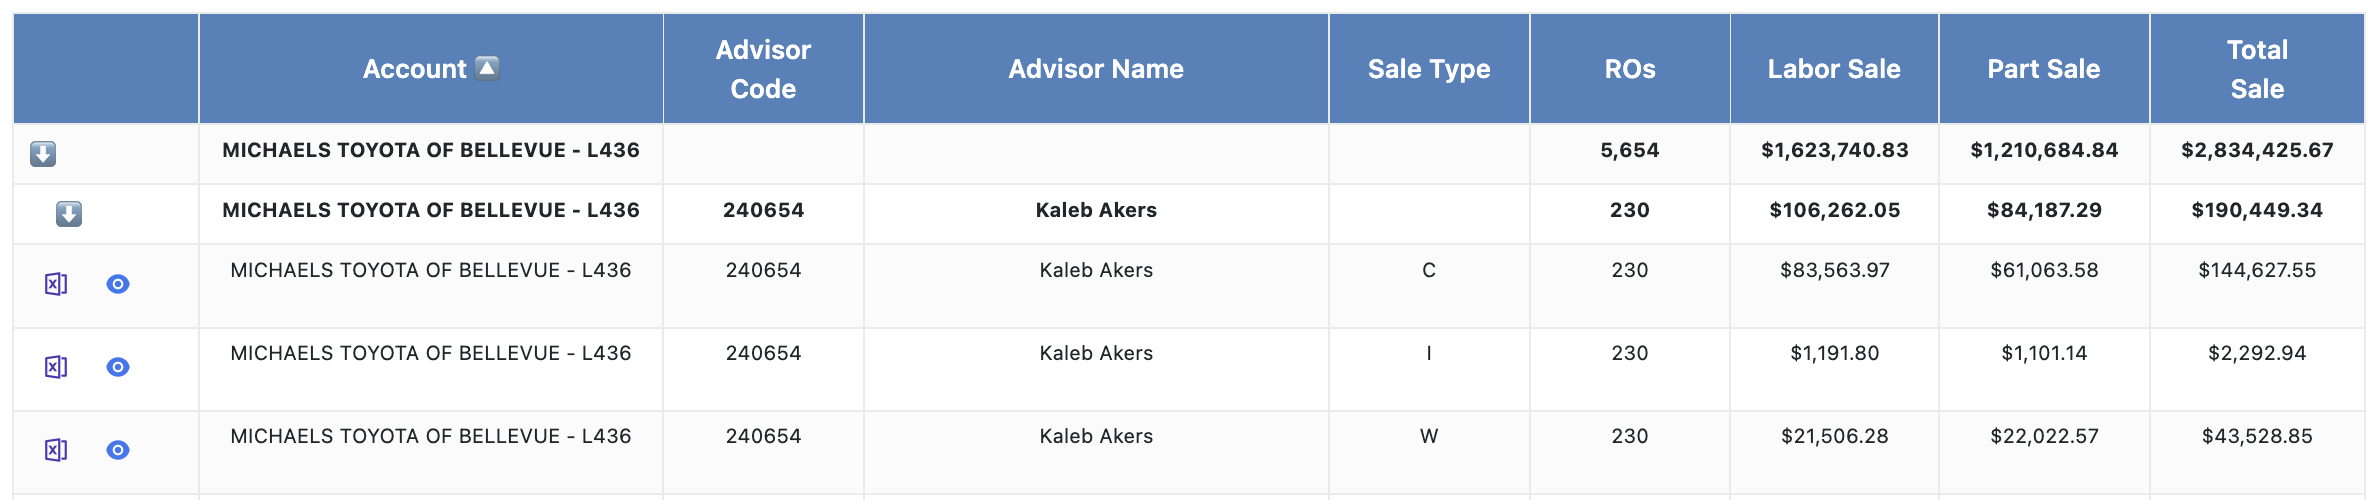 Account Advisor Code Advisor Name Sale Type ROs Labor Sale Part Sale Total Sale
MICHAELS TOYOTA OF BELLEVUE - L436 5,654 $1,623,740.83 $1,210,684.84 $2,834,425.67
MICHAELS TOYOTA OF BELLEVUE - L436 240654 Kaleb Akers 230 $106,262.05 $84,187.29 $190,449.34
MICHAELS TOYOTA OF BELLEVUE - L436 240654 Kaleb Akers C 230 $83,563.97 $61,063.58 $144,627.55
MICHAELS TOYOTA OF BELLEVUE - L436 240654 Kaleb Akers I 230 $1,191.80 $1,101.14 $2,292.94
MICHAELS TOYOTA OF BELLEVUE - L436 240654 Kaleb Akers W 230 $21,506.28 $22,022.57 $43,528.85